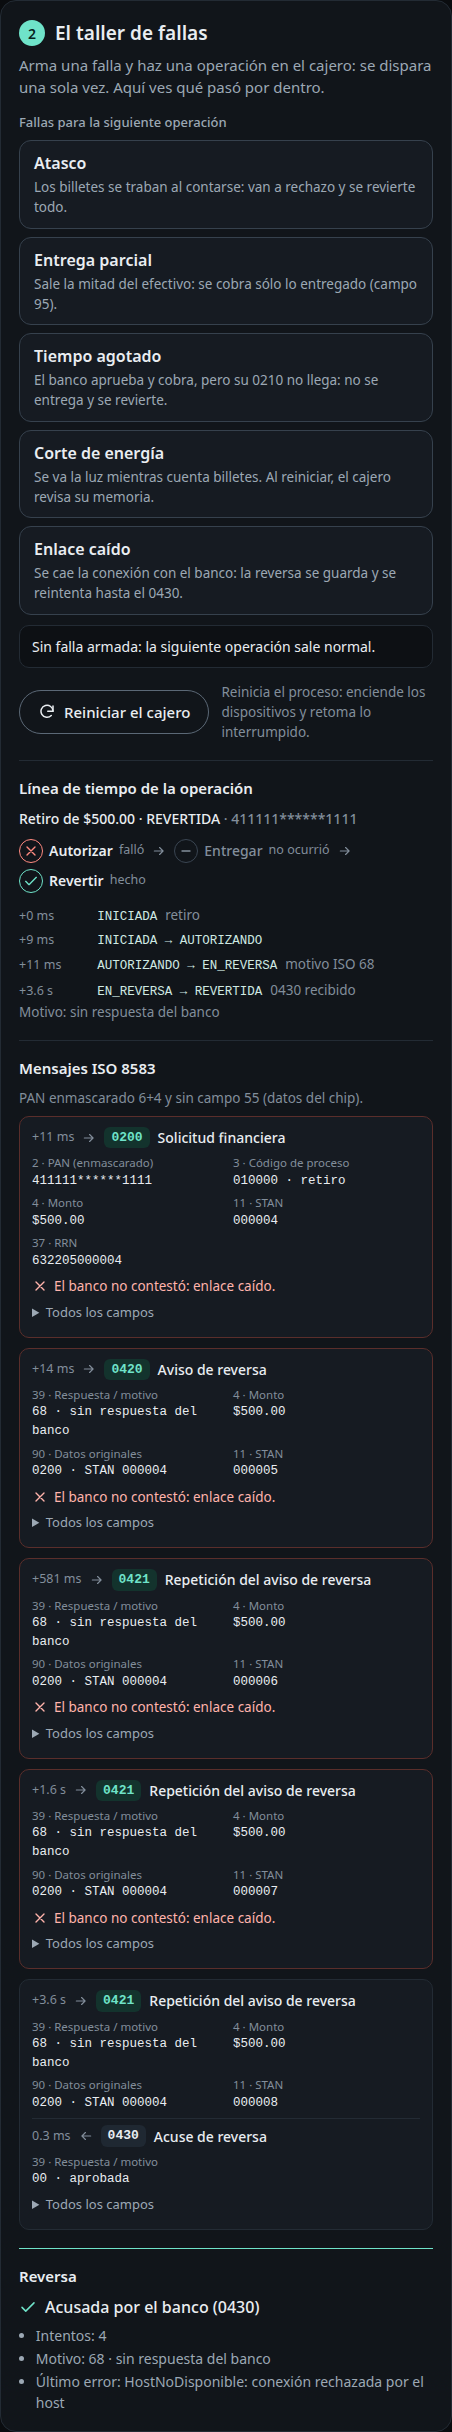 2 El taller de fallas
Arma una falla y haz una operación en el cajero: se dispara
una sola vez. Aquí ves qué pasó por dentro.
Fallas para la siguiente operación
Atasco
Los billetes se traban al contarse: van a rechazo y se revierte
todo.
Entrega parcial
Sale la mitad del efectivo: se cobra sólo lo entregado (campo
95).
Tiempo agotado
El banco aprueba y cobra, pero su 0210 no llega: no se
entrega y se revierte.
Corte de energía
Se va la luz mientras cuenta billetes. Al reiniciar, el cajero
revisa su memoria.
Enlace caído
Se cae la conexión con el banco: la reversa se guarda y se
reintenta hasta el 0430.
Sin falla armada: la siguiente operación sale normal.
Reiniciar el cajero
Reinicia el proceso: enciende los
dispositivos y retoma lo
interrumpido.
Línea de tiempo de la operación
Retiro de $500.00 · REVERTIDA · 411111******1111
Autorizar falló → Entregar no ocurrió →
Revertir hecho
+0 ms INICIADA retiro
+9 ms INICIADA → AUTORIZANDO
+11 ms AUTORIZANDO → EN_REVERSA motivo ISO 68
+3.6 s EN_REVERSA → REVERTIDA 0430 recibido
Motivo: sin respuesta del banco
Mensajes ISO 8583
PAN enmascarado 6+4 y sin campo 55 (datos del chip).
+11 ms → 0200 Solicitud financiera
2 · PAN (enmascarado) 3 · Código de proceso
411111******1111 010000 · retiro
4 · Monto 11 · STAN
$500.00 000004
37 · RRN
632205000004
El banco no contestó: enlace caído.
Todos los campos
+14 ms → 0420 Aviso de reversa
39 · Respuesta / motivo 4 · Monto
68 · sin respuesta del $500.00
banco
90 · Datos originales 11 · STAN
0200 · STAN 000004 000005
El banco no contestó: enlace caído.
Todos los campos
+581 ms → 0421 Repetición del aviso de reversa
39 · Respuesta / motivo 4 · Monto
68 · sin respuesta del $500.00
banco
90 · Datos originales 11 · STAN
0200 · STAN 000004 000006
El banco no contestó: enlace caído.
Todos los campos
+1.6 s → 0421 Repetición del aviso de reversa
39 · Respuesta / motivo 4 · Monto
68 · sin respuesta del $500.00
banco
90 · Datos originales 11 · STAN
0200 · STAN 000004 000007
El banco no contestó: enlace caído.
Todos los campos
+3.6 s → 0421 Repetición del aviso de reversa
39 · Respuesta / motivo 4 · Monto
68 · sin respuesta del $500.00
banco
90 · Datos originales 11 · STAN
0200 · STAN 000004 000008
0.3 ms ← 0430 Acuse de reversa
39 · Respuesta / motivo
00 · aprobada
Todos los campos
Reversa
Acusada por el banco (0430)
Intentos: 4
Motivo: 68 · sin respuesta del banco
Último error: HostNoDisponible: conexión rechazada por el
host